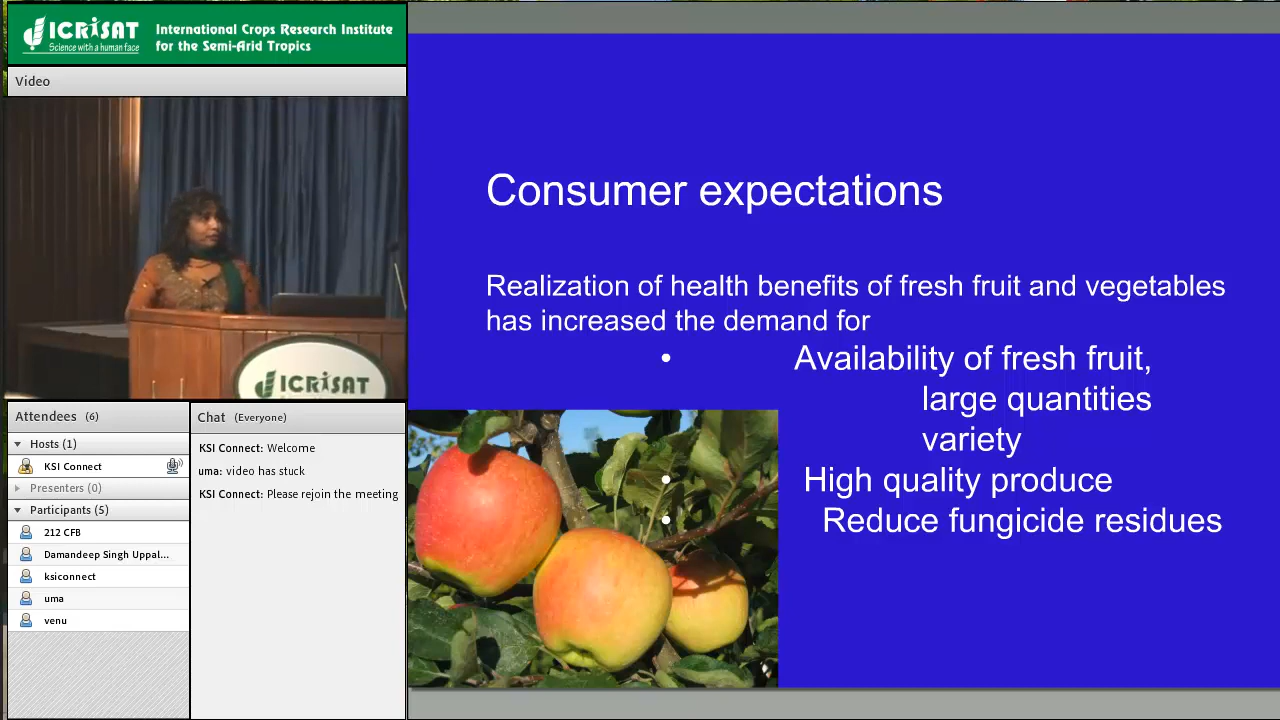 ICRISAT
Science with a human face
International Crops Research Institute
for the Semi-Arid Tropics
Video
ICRISAT
Attendees (6)
Hosts (1)
KSI Connect
Presenters (0)
Participants (5)
212 CFB
Damandeep Singh Uppal...
ksiconnect
uma
venu
Chat (Everyone)
KSI Connect: Welcome
uma: video has stuck
KSI Connect: Please rejoin the meeting
Consumer expectations
Realization of health benefits of fresh fruit and vegetables
has increased the demand for
• Availability of fresh fruit,
large quantities
variety
• High quality produce
• Reduce fungicide residues